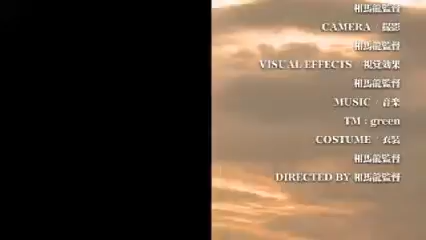 相馬龍監督
CAMERA / 撮影
相馬龍監督
VISUAL EFFECTS / 視覚効果
相馬龍監督
MUSIC / 音楽
TM : green
COSTUME / 衣装
相馬龍監督
DIRECTED BY 相馬龍監督